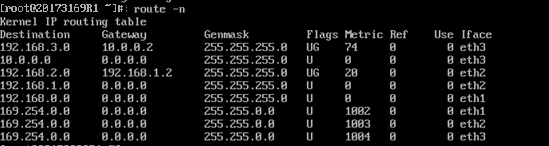 [root@20173169R1 ~]# route -n
Kernel IP routing table
Destination     Gateway         Genmask         Flags Metric Ref    Use Iface
192.168.3.0     10.0.0.2        255.255.255.0   UG    74     0        0 eth3
10.0.0.0        0.0.0.0         255.255.255.0   U     0      0        0 eth3
192.168.2.0     192.168.1.2     255.255.255.0   UG    20     0        0 eth2
192.168.1.0     0.0.0.0         255.255.255.0   U     0      0        0 eth2
192.168.0.0     0.0.0.0         255.255.255.0   U     0      0        0 eth1
169.254.0.0     0.0.0.0         255.255.0.0     U     1002   0        0 eth1
169.254.0.0     0.0.0.0         255.255.0.0     U     1003   0        0 eth2
169.254.0.0     0.0.0.0         255.255.0.0     U     1004   0        0 eth3